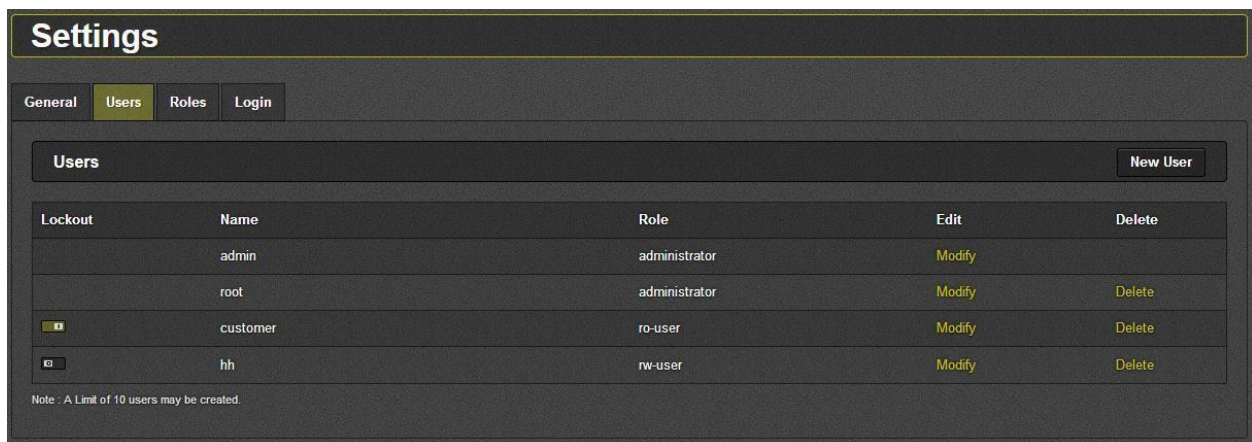 Settings
General Users Roles Login
Users New User
Lockout Name Role Edit Delete
admin administrator Modify
root administrator Modify Delete
customer ro-user Modify Delete
hh rw-user Modify Delete
Note : A Limit of 10 users may be created.